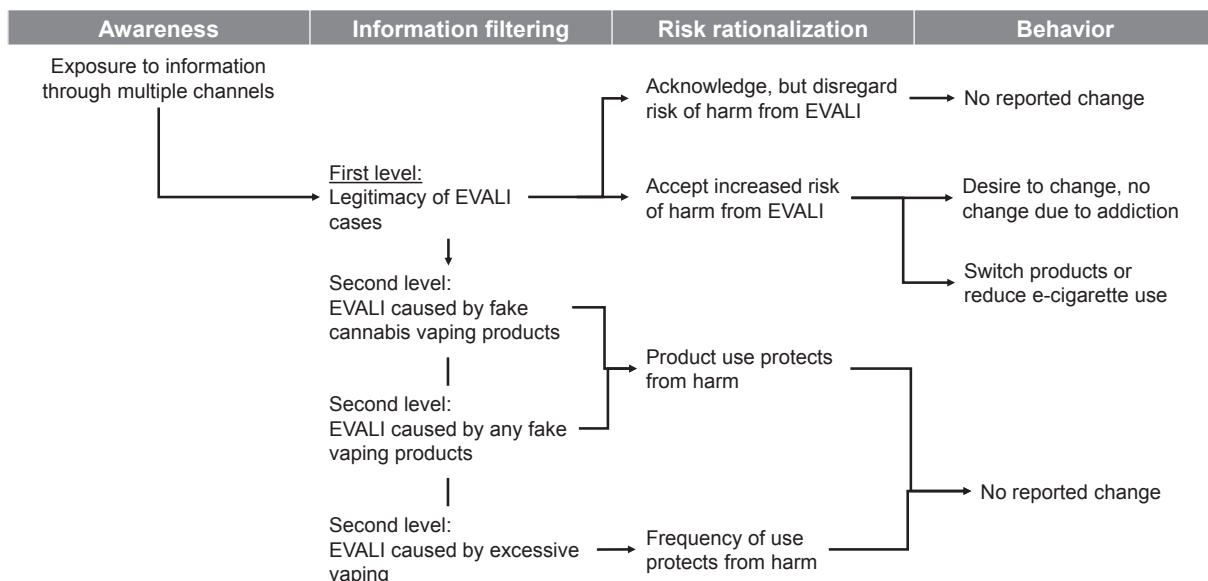 Awareness
Information filtering
Risk rationalization
Behavior
Exposure to information
through multiple channels
First level:
Legitimacy of EVALI
cases
Second level:
EVALI caused by fake
cannabis vaping products
Second level:
EVALI caused by any fake
vaping products
Second level:
EVALI caused by excessive
vaping
Acknowledge, but disregard
risk of harm from EVALI
Accept increased risk
of harm from EVALI
Product use protects
from harm
Frequency of use
protects from harm
No reported change
Desire to change, no
change due to addiction
Switch products or
reduce e-cigarette use
No reported change